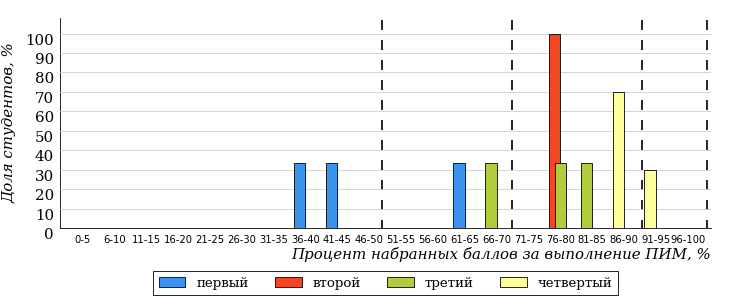 Доля студентов, %
100
90
80
70
60
50
40
30
20
10
0
0-5 6-10 11-15 16-20 21-25 26-30 31-35 36-40 41-45 46-50 51-55 56-60 61-65 66-70 71-75 76-80 81-85 86-90 91-95 96-100
Процент набранных баллов за выполнение ПИМ, %
первый второй третий четвертый